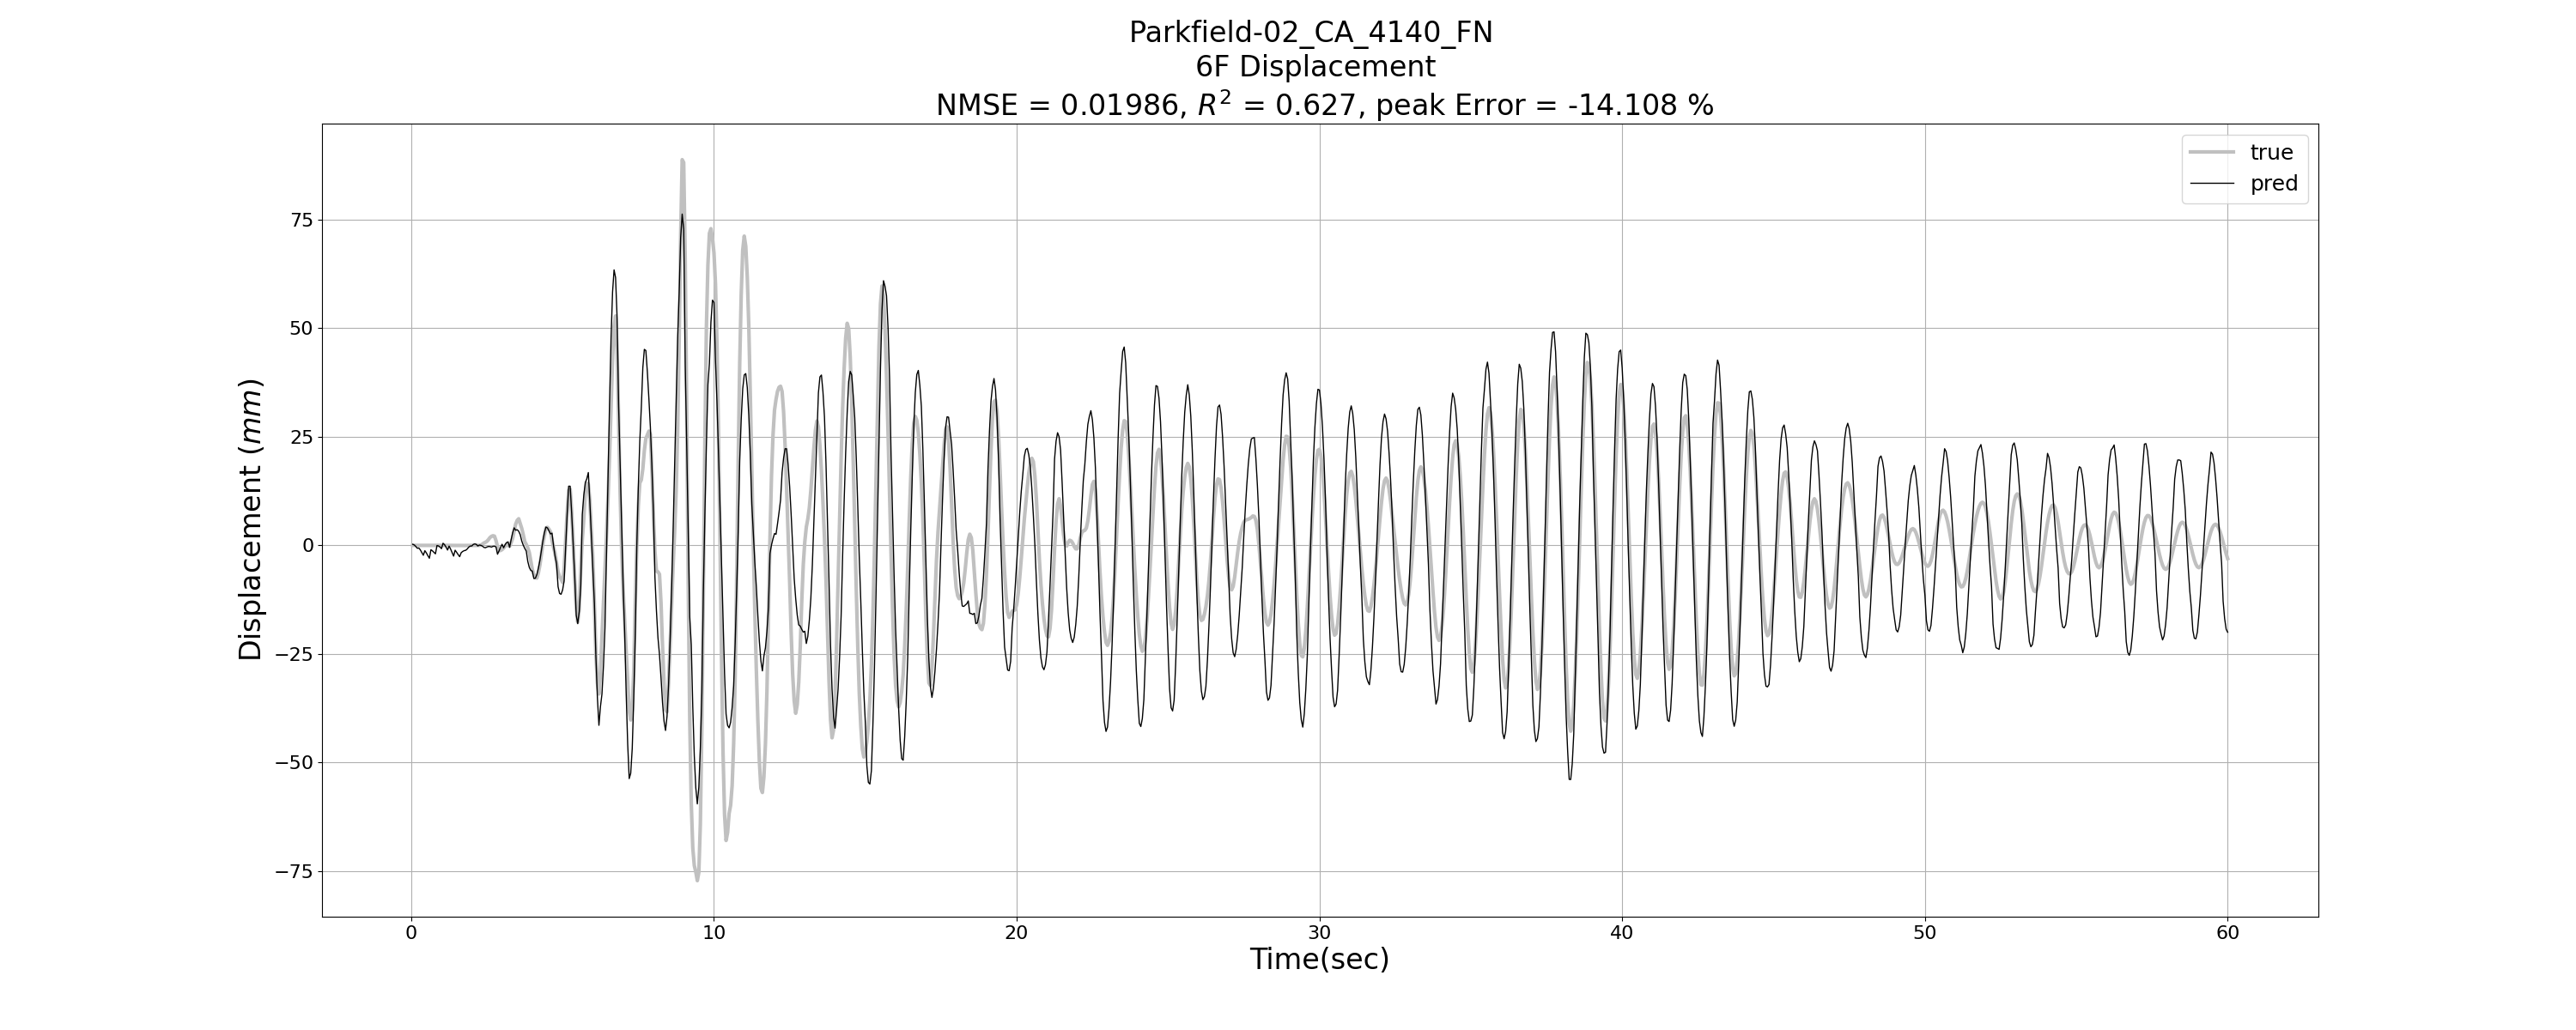 Parkfield-02_CA_4140_FN
6F Displacement
NMSE = 0.01986, R² = 0.627, peak Error = -14.108 %
true
pred
75
50
25
0
−25
−50
−75
Displacement (mm)
0 10 20 30 40 50 60
Time(sec)